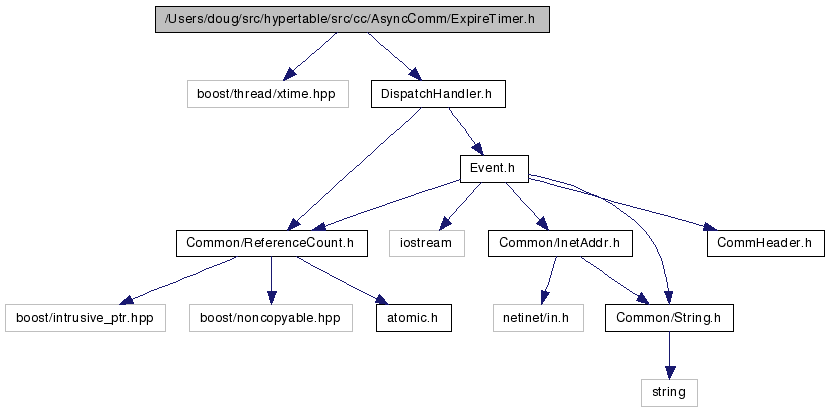 /Users/doug/src/hypertable/src/cc/AsyncComm/ExpireTimer.h
boost/thread/xtime.hpp
DispatchHandler.h
Event.h
Common/ReferenceCount.h
iostream
Common/InetAddr.h
CommHeader.h
boost/intrusive_ptr.hpp
boost/noncopyable.hpp
atomic.h
netinet/in.h
Common/String.h
string